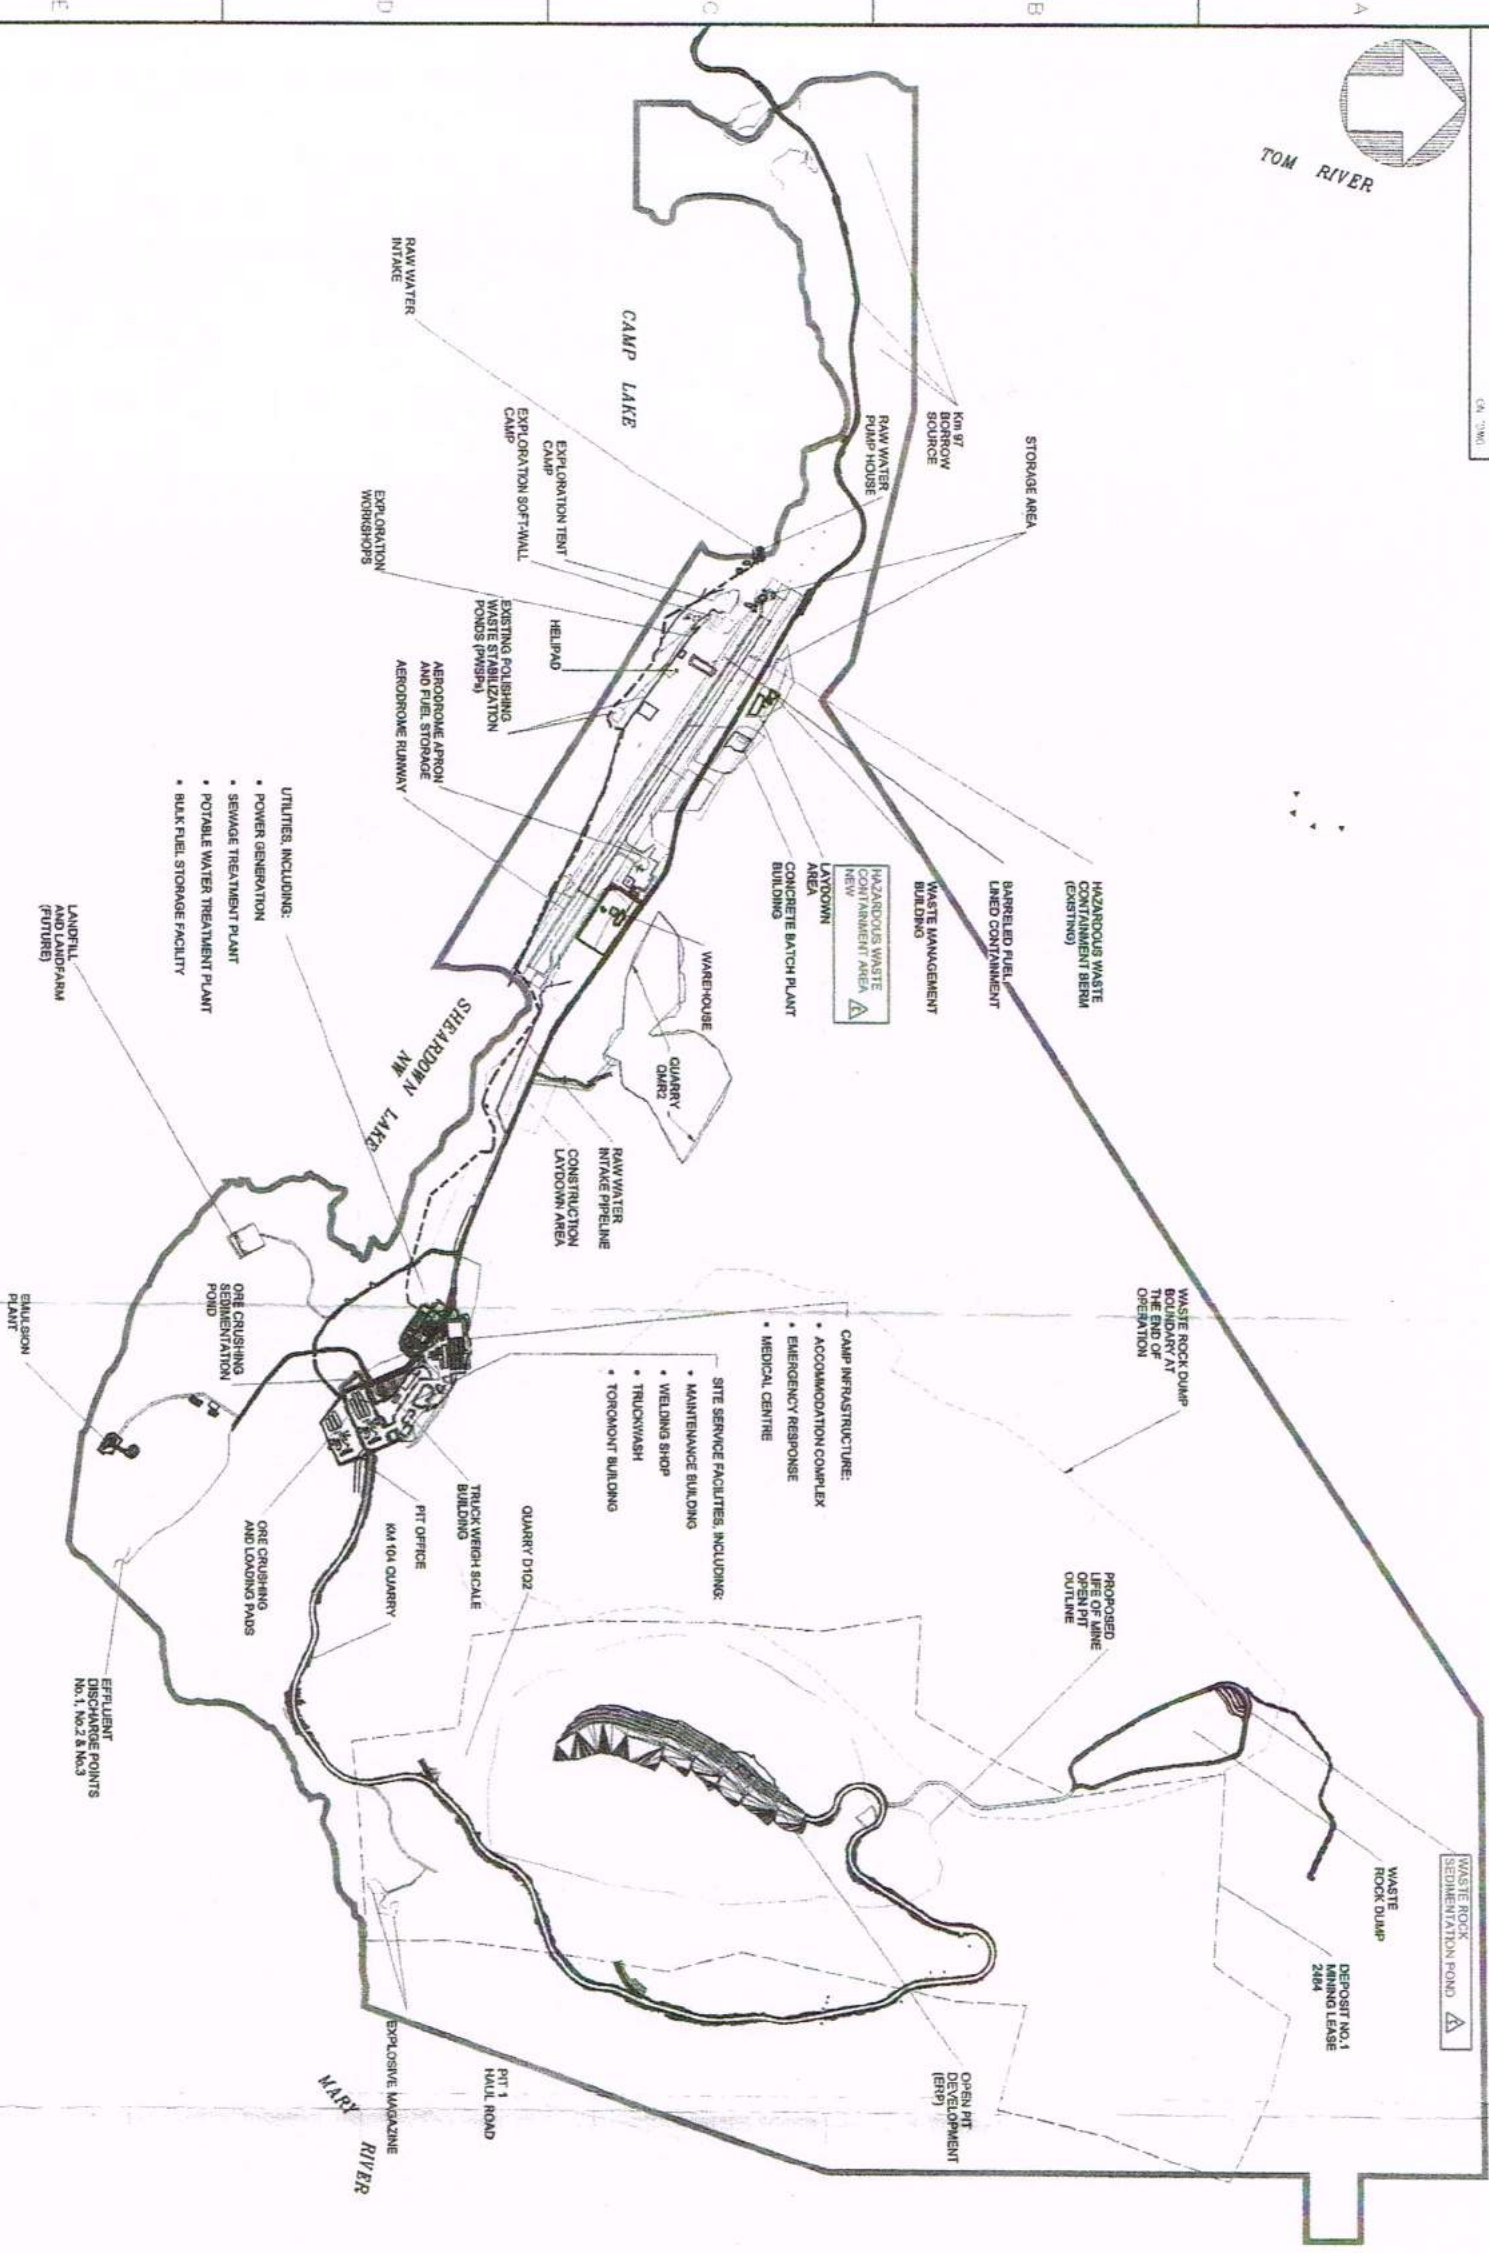 A
B
C
D
E
TOM RIVER
WASTE ROCK
SEDIMENTATION POND
WASTE
ROCK DUMP
DEPOSIT NO.1
MINING LEASE
2484
WASTE ROCK DUMP
BOUNDARY AT
THE END OF
OPERATION
PROPOSED
LIFE OF MINE
OPEN PIT
OUTLINE
OPEN PIT
DEVELOPMENT
(ERP)
HAZARDOUS WASTE
CONTAINMENT BERM
(EXISTING)
BARRELED FUEL,
LINED CONTAINMENT
WASTE MANAGEMENT
BUILDING
HAZARDOUS WASTE
CONTAINMENT AREA
NEW
LAYDOWN
AREA
CONCRETE BATCH PLANT
BUILDING
STORAGE AREA
Km 97
BORROW
SOURCE
RAW WATER
PUMP HOUSE
WAREHOUSE
QUARRY -
QMR2
RAW WATER
INTAKE PIPELINE
CONSTRUCTION
LAYDOWN AREA
CAMP INFRASTRUCTURE:
• ACCOMMODATION COMPLEX
• EMERGENCY RESPONSE
• MEDICAL CENTRE
SITE SERVICE FACILITIES, INCLUDING:
• MAINTENANCE BUILDING
• WELDING SHOP
• TRUCKWASH
• TOROMONT BUILDING
QUARRY D1Q2
TRUCK WEIGH SCALE
BUILDING
PIT OFFICE
KM 104 QUARRY
CAMP LAKE
RAW WATER
INTAKE
EXPLORATION TENT
CAMP
EXPLORATION SOFT-WALL
CAMP
EXPLORATION
WORKSHOPS
HELIPAD
EXISTING POLISHING
WASTE STABILIZATION
PONDS (PWSPs)
AERODROME APRON
AND FUEL STORAGE
AERODROME RUNWAY
SHEARDOWN LAKE
NW
UTILITIES, INCLUDING:
• POWER GENERATION
• SEWAGE TREATMENT PLANT
• POTABLE WATER TREATMENT PLANT
• BULK FUEL STORAGE FACILITY
LANDFILL
AND LANDFARM
(FUTURE)
ORE CRUSHING
SEDIMENTATION
POND
EMULSION
PLANT
ORE CRUSHING
AND LOADING PADS
EFFLUENT
DISCHARGE POINTS
No.1, No.2 & No.3
PIT 1
HAUL ROAD
EXPLOSIVE MAGAZINE
MARY RIVER